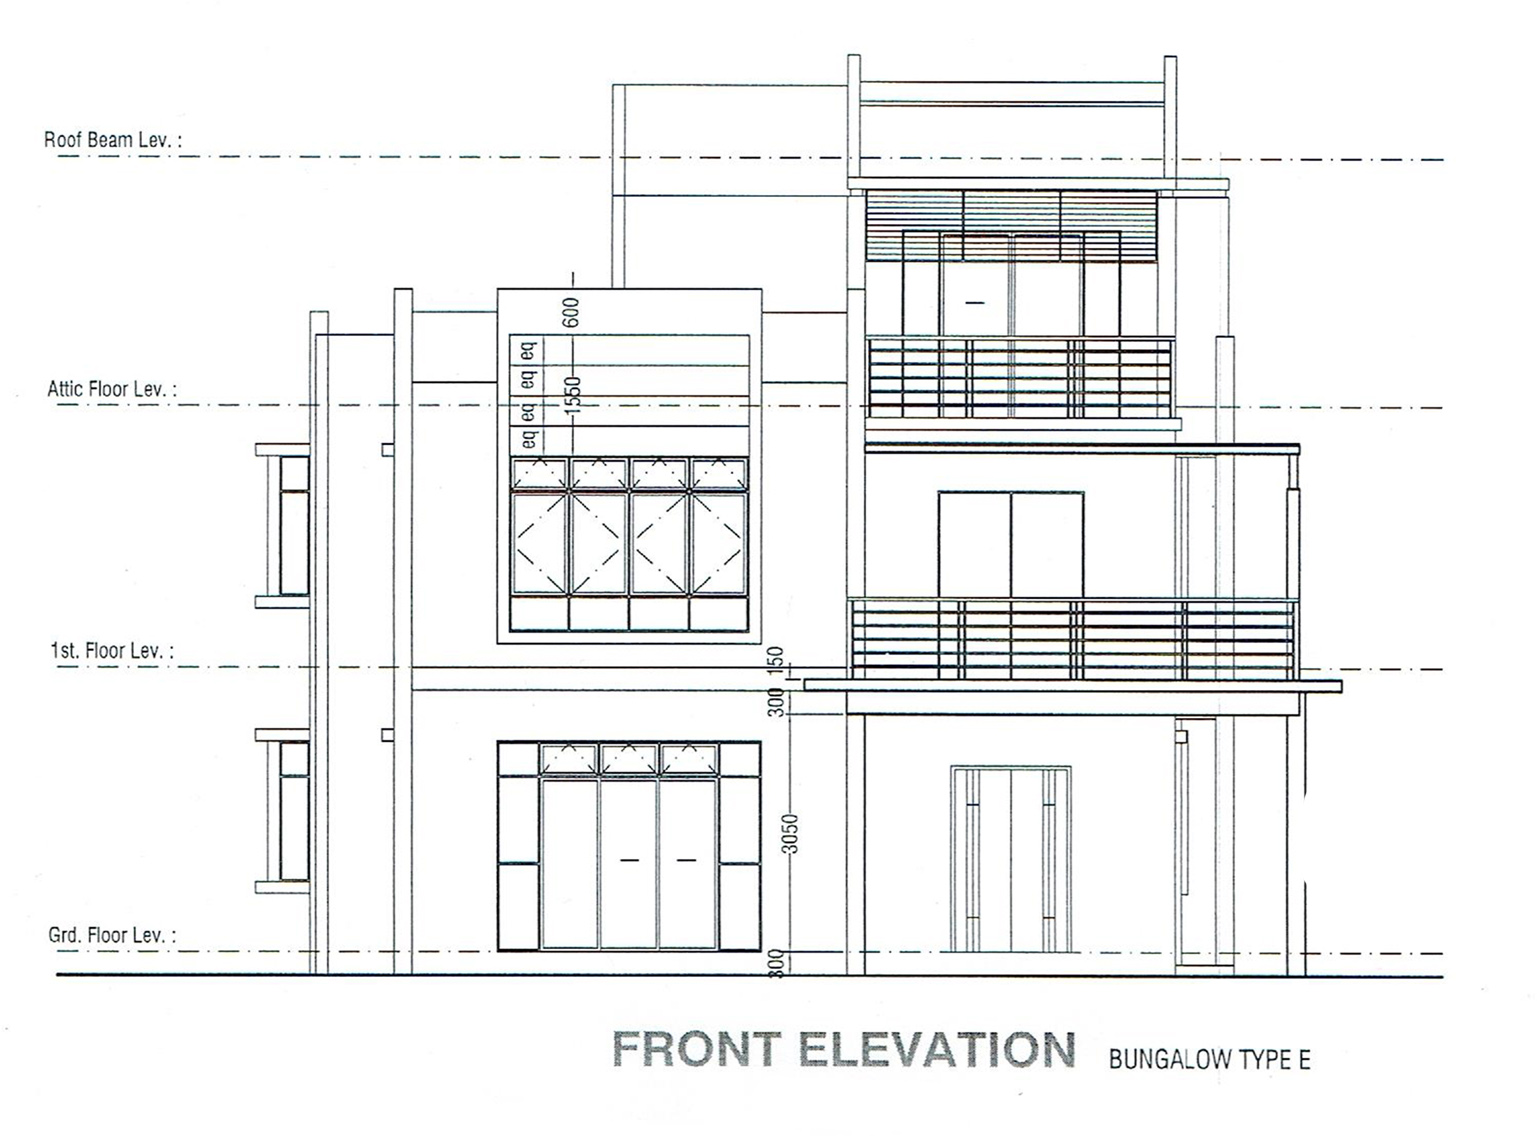 Roof Beam Lev. :
600
eq
eq
1550
Attic Floor Lev. :
eq
eq
1st. Floor Lev. :
150
300
3050
Grd. Floor Lev. :
300
FRONT ELEVATION BUNGALOW TYPE E